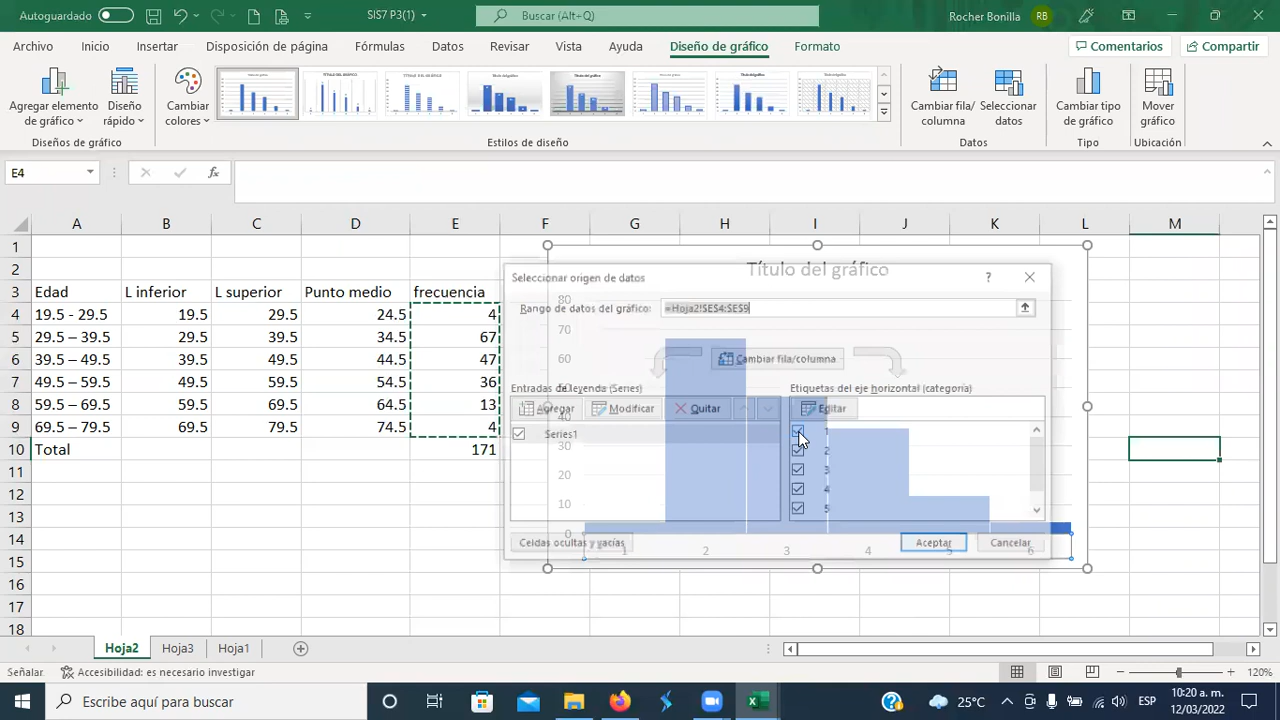 Autoguardado
SIS7 P3(1)
Buscar (Alt+Q)
Rocher Bonilla
RB
Archivo Inicio Insertar Disposición de página Fórmulas Datos Revisar Vista Ayuda Diseño de gráfico Formato
Comentarios
Compartir
Agregar elemento de gráfico
Diseño rápido
Cambiar colores
Cambiar fila/columna
Seleccionar datos
Cambiar tipo de gráfico
Mover gráfico
Diseños de gráfico
Estilos de diseño
Datos
Tipo
Ubicación
E4
fx
A B C D E F G H I J K L M
1
2
3 Edad L inferior L superior Punto medio frecuencia
4 19.5 - 29.5 19.5 29.5 24.5 4
5 29.5 – 39.5 29.5 39.5 34.5 67
6 39.5 – 49.5 39.5 49.5 44.5 47
7 49.5 – 59.5 49.5 59.5 54.5 36
8 59.5 – 69.5 59.5 69.5 64.5 13
9 69.5 – 79.5 69.5 79.5 74.5 4
10 Total 171
11
12
13
14
15
16
17
18
Título del gráfico
80
70
60
50
40
30
20
10
0
1 2 3 4 5 6
Seleccionar origen de datos
?
Rango de datos del gráfico:
=Hoja2!$E$4:$E$9
Cambiar fila/columna
Entradas de leyenda (Series)
Etiquetas del eje horizontal (categoría)
Agregar
Modificar
Quitar
Editar
Series1
1
2
3
4
5
Celdas ocultas y vacías
Aceptar
Cancelar
Hoja2 Hoja3 Hoja1
Señalar
Accesibilidad: es necesario investigar
120%
Escribe aquí para buscar
25°C
ESP
10:20 a. m.
12/03/2022